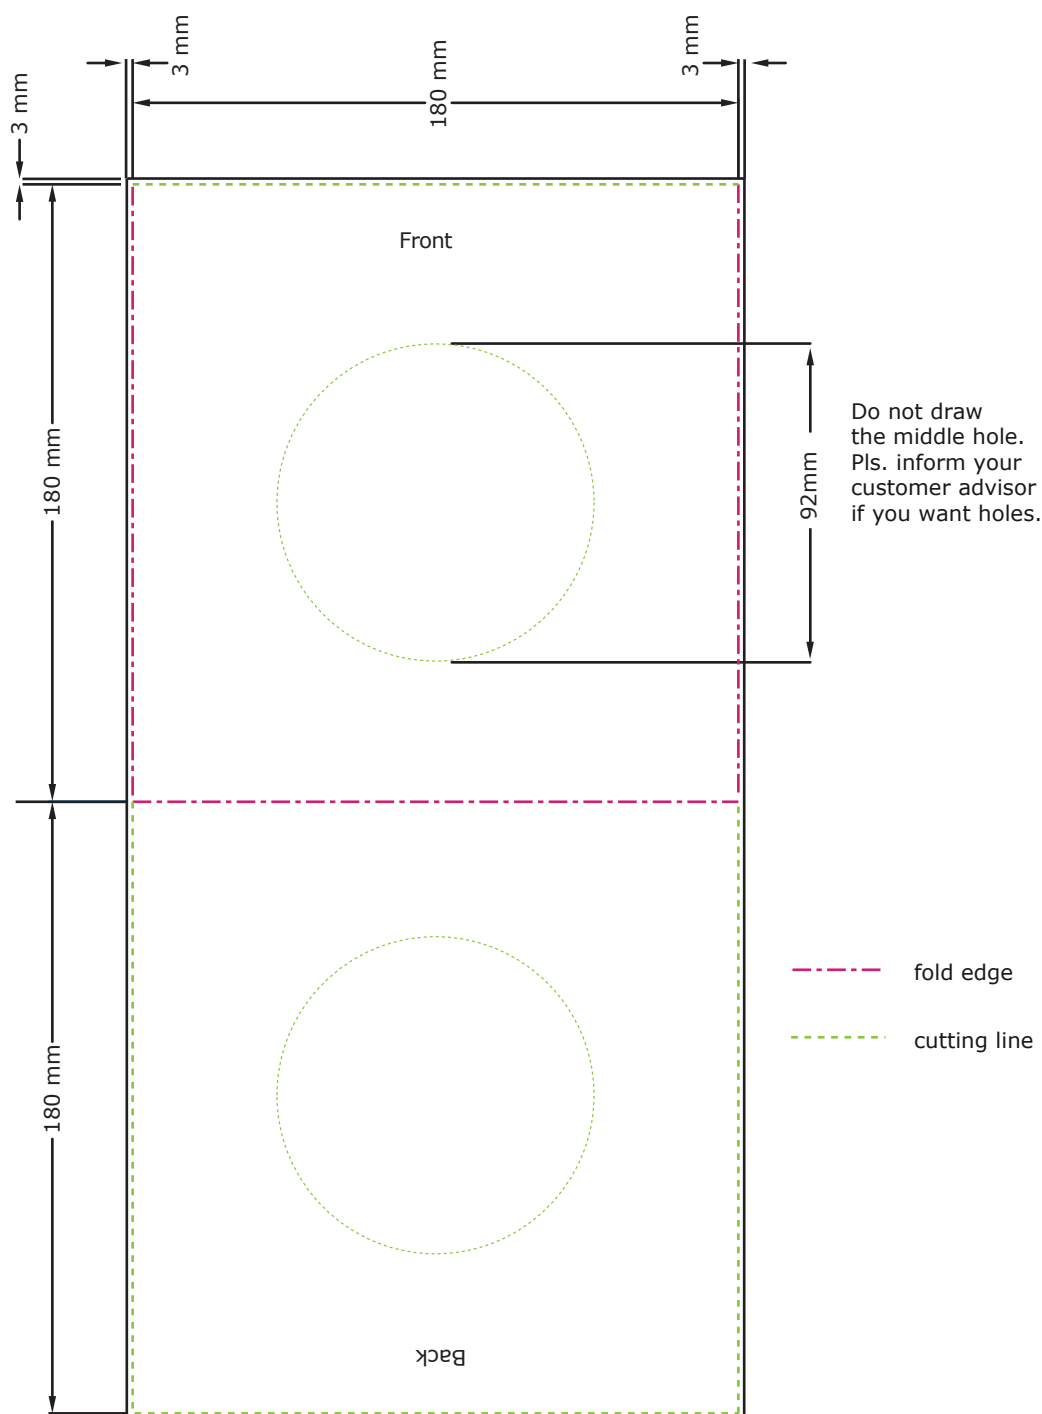 3 mm
3 mm
180 mm
3 mm
Front
180 mm
92mm
Do not draw
the middle hole.
Pls. inform your
customer advisor
if you want holes.
fold edge
cutting line
180 mm
Back